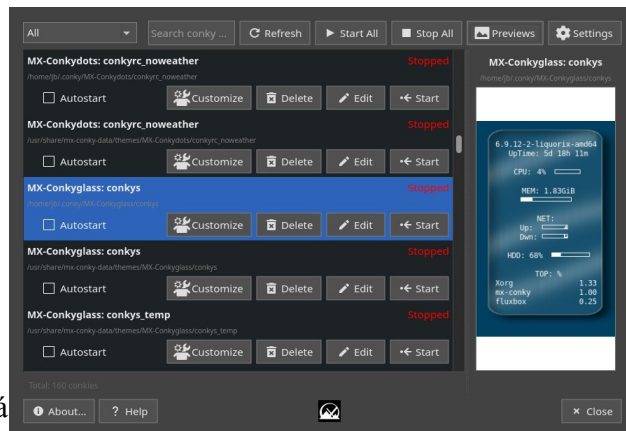 All Search conky ... Refresh Start All Stop All Previews Settings
MX-Conkydots: conkyrc_noweather Stopped
/home/jb/.conky/MX-Conkydots/conkyrc_noweather
Autostart Customize Delete Edit Start
MX-Conkydots: conkyrc_noweather Stopped
/usr/share/mx-conky-data/themes/MX-Conkydots/conkyrc_noweather
Autostart Customize Delete Edit Start
MX-Conkyglass: conkys Stopped
/home/jb/.conky/MX-Conkyglass/conkys
Autostart Customize Delete Edit Start
MX-Conkyglass: conkys Stopped
/usr/share/mx-conky-data/themes/MX-Conkyglass/conkys
Autostart Customize Delete Edit Start
MX-Conkyglass: conkys_temp Stopped
/usr/share/mx-conky-data/themes/MX-Conkyglass/conkys_temp
Autostart Customize Delete Edit Start
Total: 160 conkies
MX-Conkyglass: conkys
/home/jb/.conky/MX-Conkyglass/conkys
6.9.12-2-liquorix-amd64
UpTime: 5d 18h 11m
CPU: 4%
MEM: 1.83GiB
NET:
Up:
Dwn:
HDD: 68%
TOP: %
Xorg 1.33
mx-conky 1.00
fluxbox 0.25
á
About... ? Help × Close